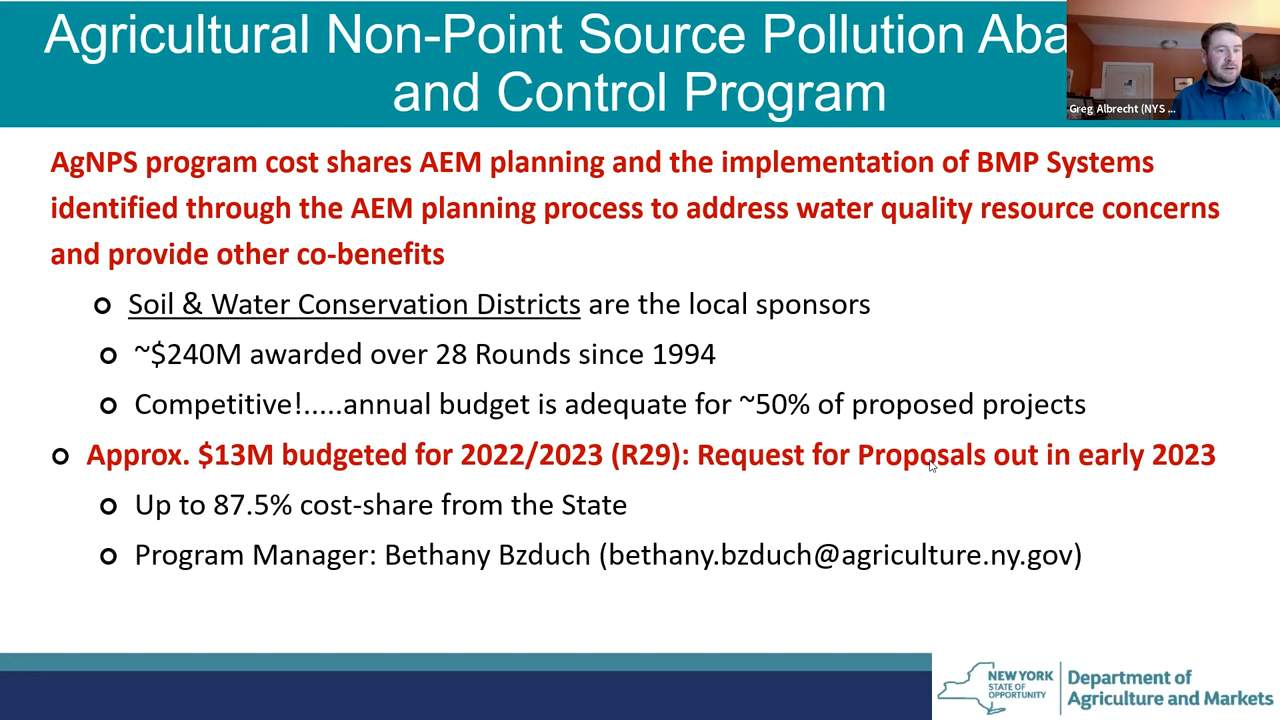 Agricultural Non-Point Source Pollution Aba
and Control Program
Greg Albrecht (NYS ...
AgNPS program cost shares AEM planning and the implementation of BMP Systems
identified through the AEM planning process to address water quality resource concerns
and provide other co-benefits
Soil & Water Conservation Districts are the local sponsors
~$240M awarded over 28 Rounds since 1994
Competitive!.....annual budget is adequate for ~50% of proposed projects
Approx. $13M budgeted for 2022/2023 (R29): Request for Proposals out in early 2023
Up to 87.5% cost-share from the State
Program Manager: Bethany Bzduch (bethany.bzduch@agriculture.ny.gov)
NEW YORK
STATE OF
OPPORTUNITY
Department of
Agriculture and Markets